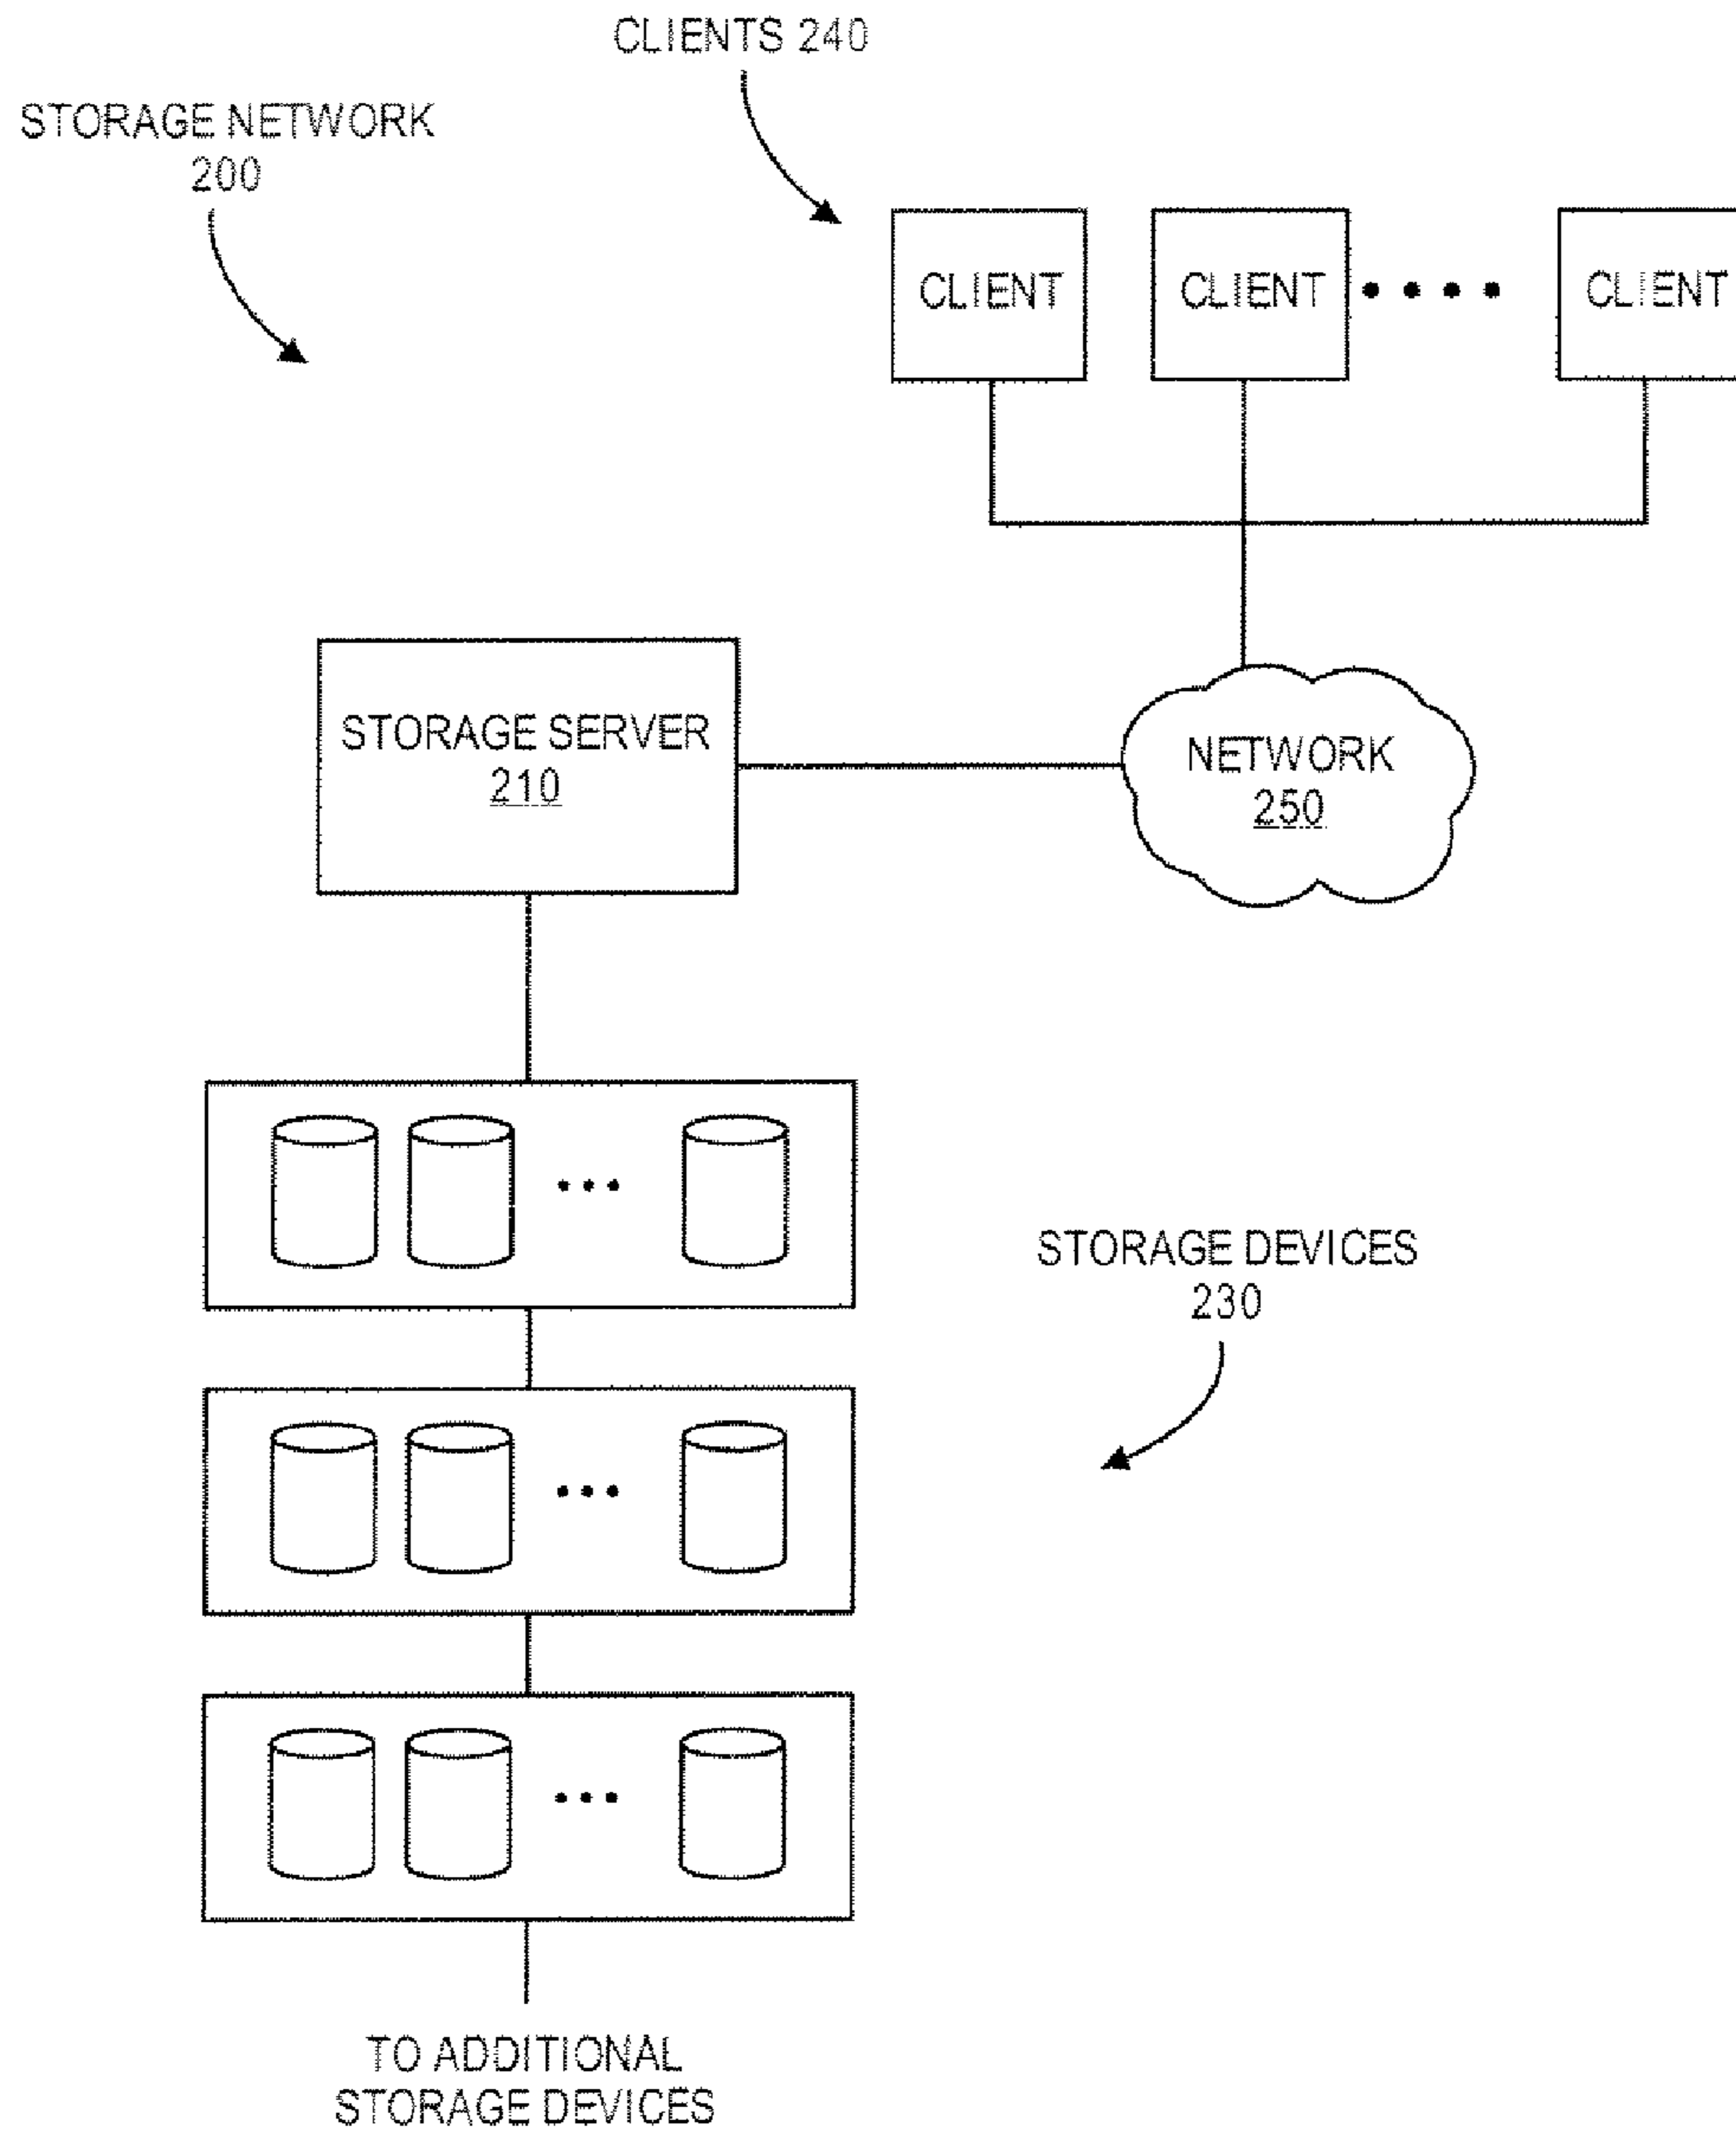 CLIENTS 240
STORAGE NETWORK
200
CLIENT
CLIENT
CLIENT
STORAGE SERVER
210
NETWORK
250
STORAGE DEVICES
230
TO ADDITIONAL
STORAGE DEVICES